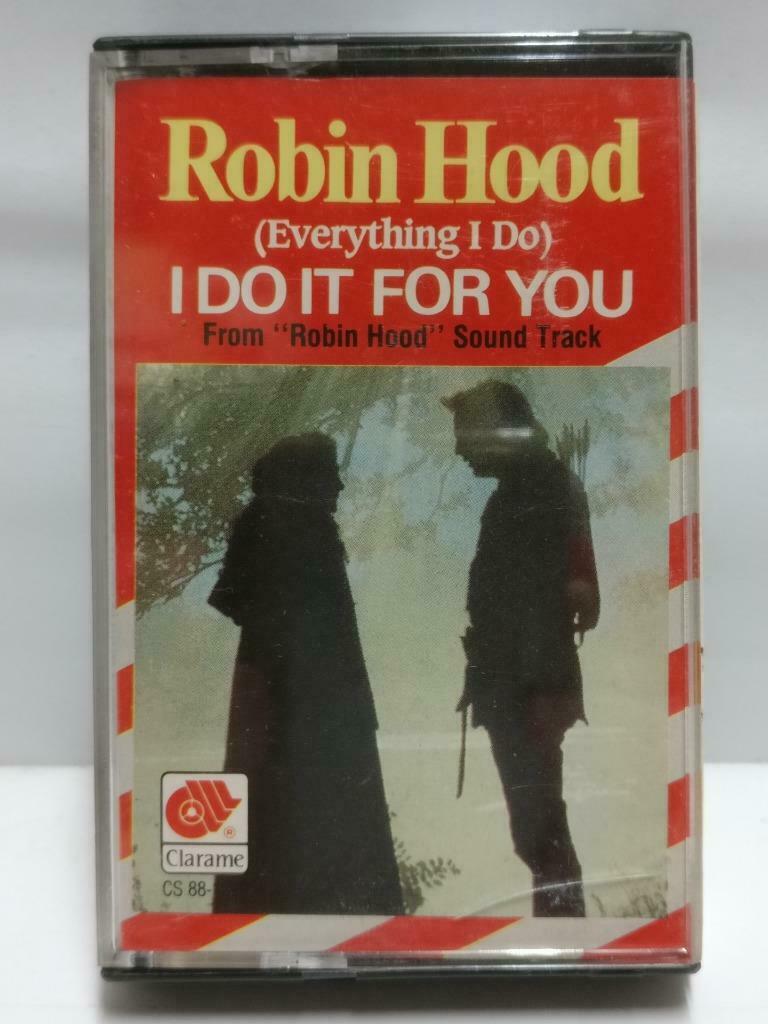 Robin Hood
(Everything I Do)
I DO IT FOR YOU
From "Robin Hood" Sound Track
®
Clarame
CS 88-